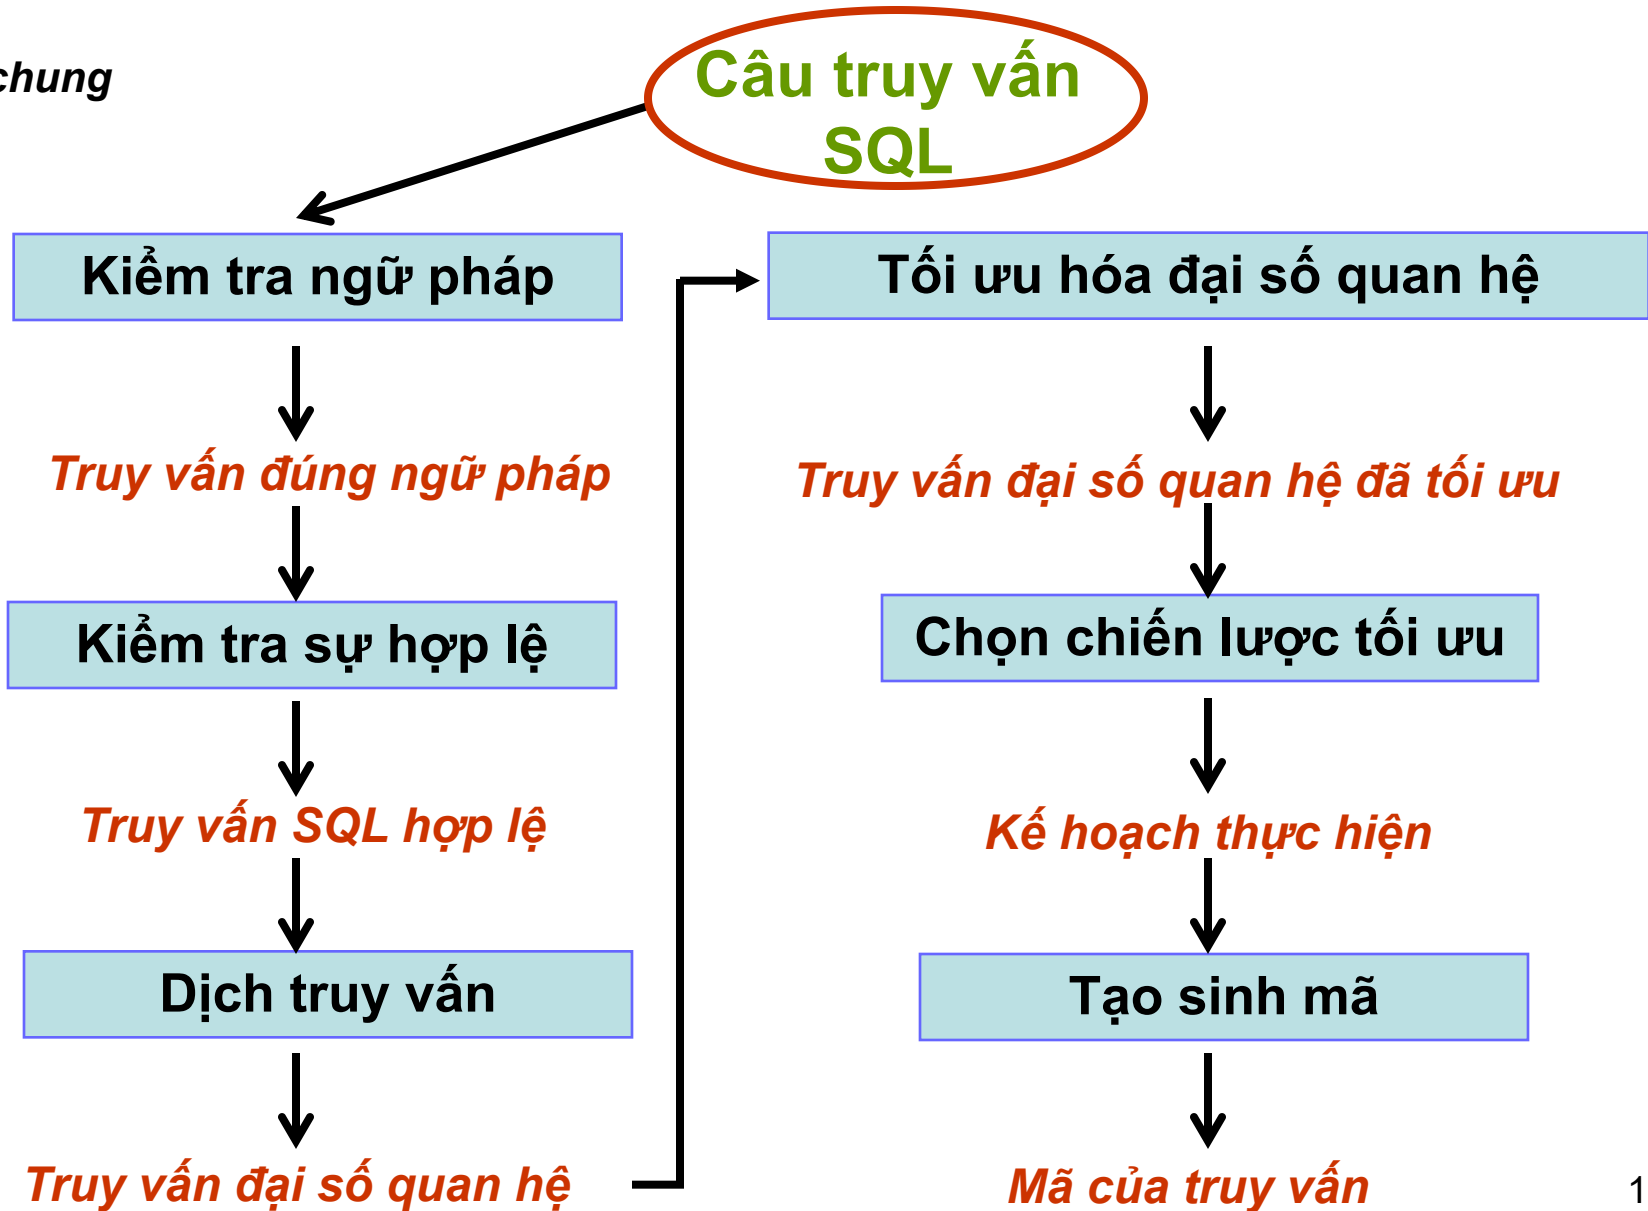 chung
Câu truy vấn
SQL
Kiểm tra ngữ pháp
Truy vấn đúng ngữ pháp
Kiểm tra sự hợp lệ
Truy vấn SQL hợp lệ
Dịch truy vấn
Truy vấn đại số quan hệ
Tối ưu hóa đại số quan hệ
Truy vấn đại số quan hệ đã tối ưu
Chọn chiến lược tối ưu
Kế hoạch thực hiện
Tạo sinh mã
Mã của truy vấn
1